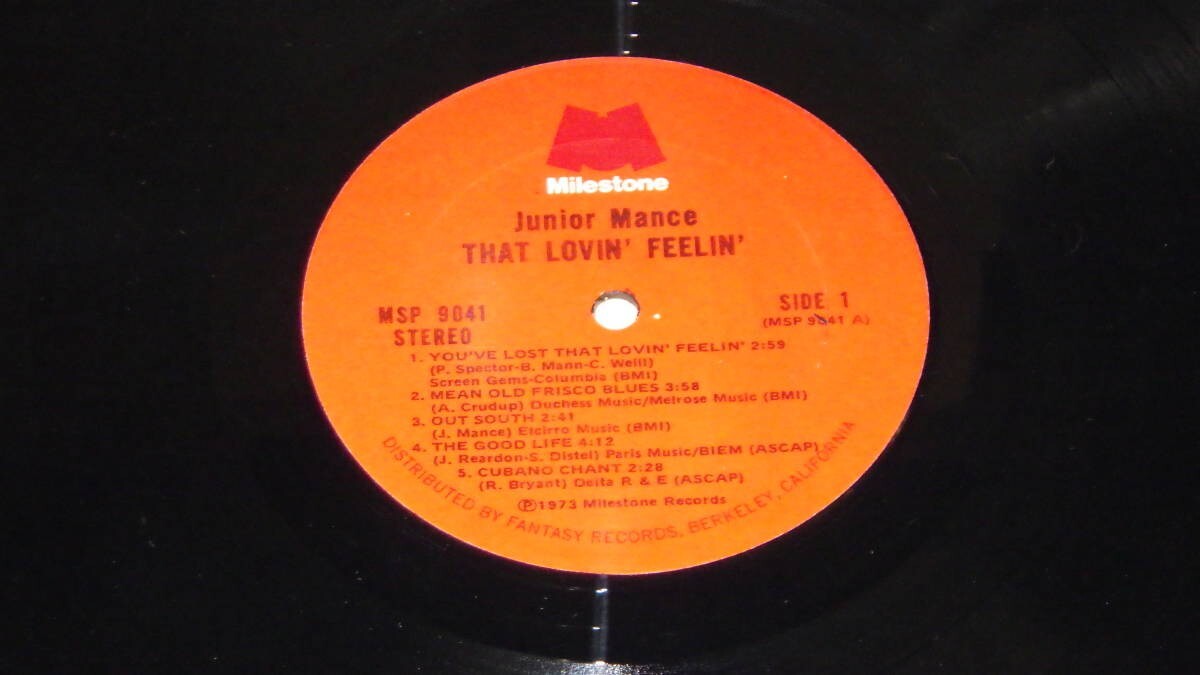 Milestone
Junior Mance
THAT LOVIN' FEELIN'
MSP 9041
STEREO
SIDE 1
(MSP 9041 A)
1. YOU'VE LOST THAT LOVIN' FEELIN' 2:59
(P. Spector-B. Mann-C. Weill)
Screen Gems-Columbia (BMI)
2. MEAN OLD FRISCO BLUES 3:58
(A. Crudup) Duchess Music/Melrose Music (BMI)
3. OUT SOUTH 2:41
(J. Mance) Elcirro Music (BMI)
4. THE GOOD LIFE 4:12
(J. Reardon-S. Distel) Paris Music/BIEM (ASCAP)
5. CUBANO CHANT 2:28
(R. Bryant) Delta R & E (ASCAP)
Ⓟ1973 Milestone Records
DISTRIBUTED BY FANTASY RECORDS, BERKELEY, CALIFORNIA